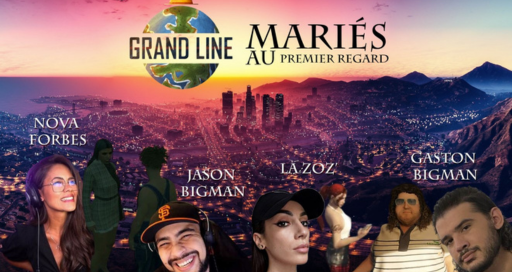 GRAND LINE
MARIÉS
AU PREMIER REGARD
NOVA
FORBES
JASON
BIGMAN
LA ZOZ
GASTON
BIGMAN